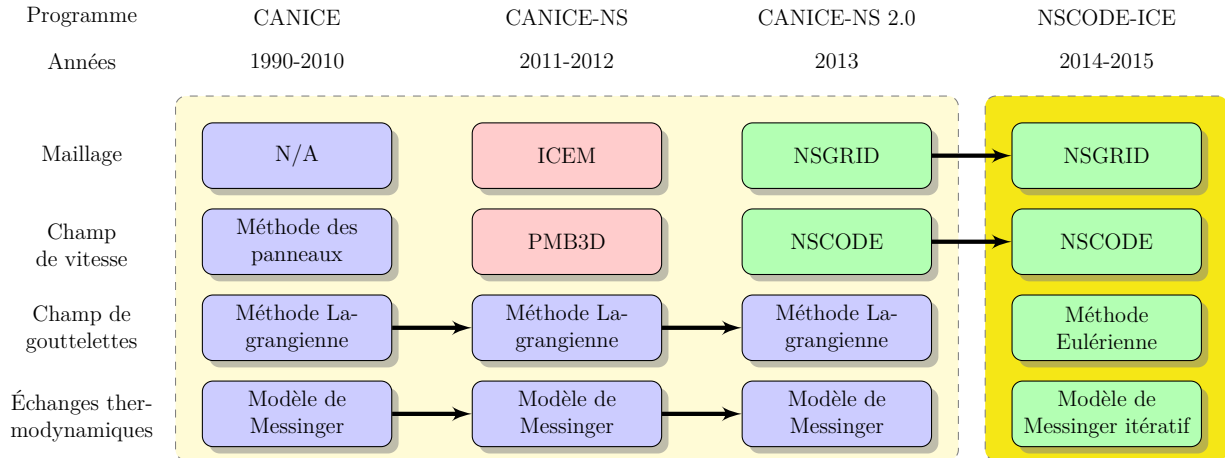 Programme CANICE CANICE-NS CANICE-NS 2.0 NSCODE-ICE
Années 1990-2010 2011-2012 2013 2014-2015
Maillage N/A ICEM NSGRID NSGRID
Champ
de vitesse
Méthode des
panneaux
PMB3D NSCODE NSCODE
Champ de
gouttelettes
Méthode La-
grangienne
Méthode La-
grangienne
Méthode La-
grangienne
Méthode
Eulérienne
Échanges ther-
modynamiques
Modèle de
Messinger
Modèle de
Messinger
Modèle de
Messinger
Modèle de
Messinger itératif